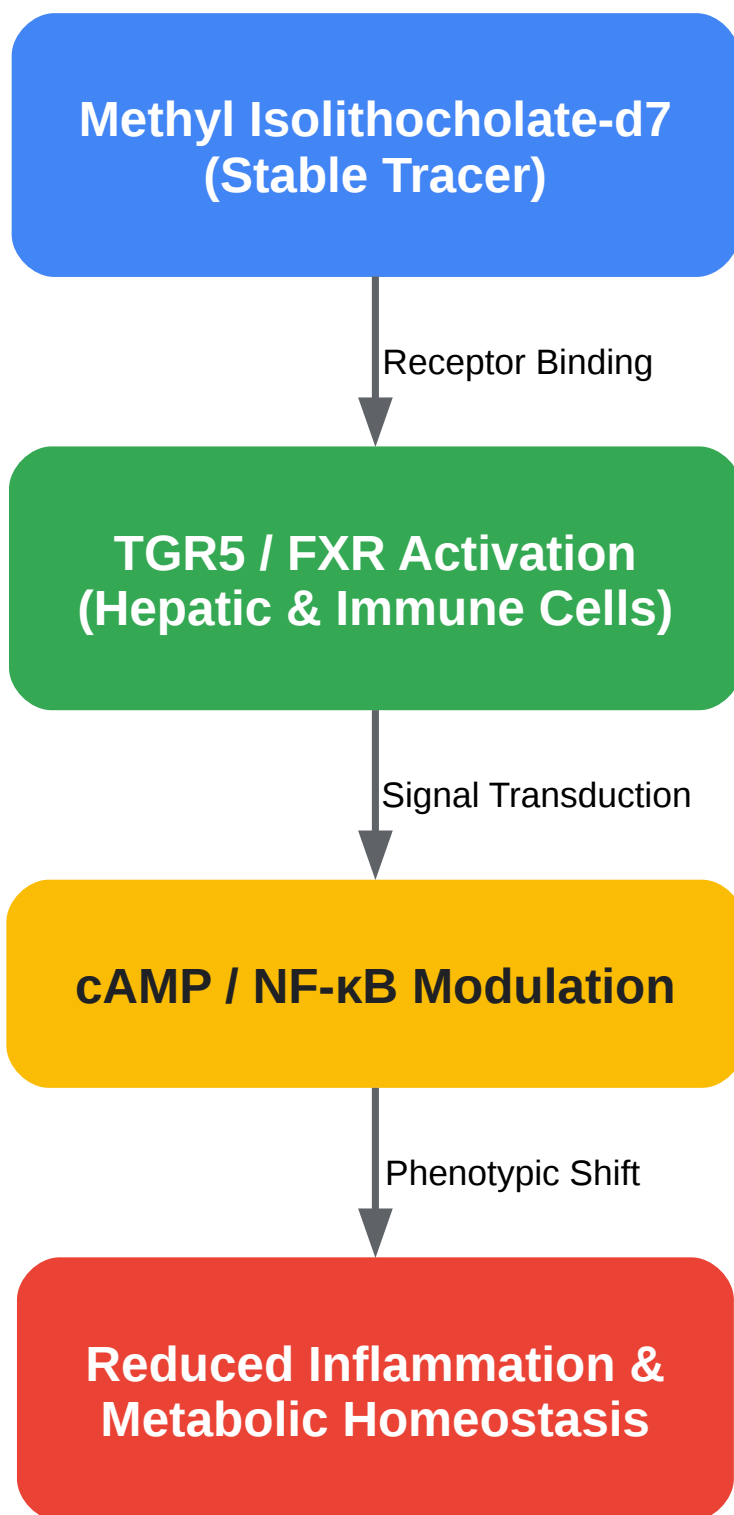 Methyl Isolithocholate-d7
(Stable Tracer)
Receptor Binding
TGR5 / FXR Activation
(Hepatic & Immune Cells)
Signal Transduction
cAMP / NF-κB Modulation
Phenotypic Shift
Reduced Inflammation &
Metabolic Homeostasis